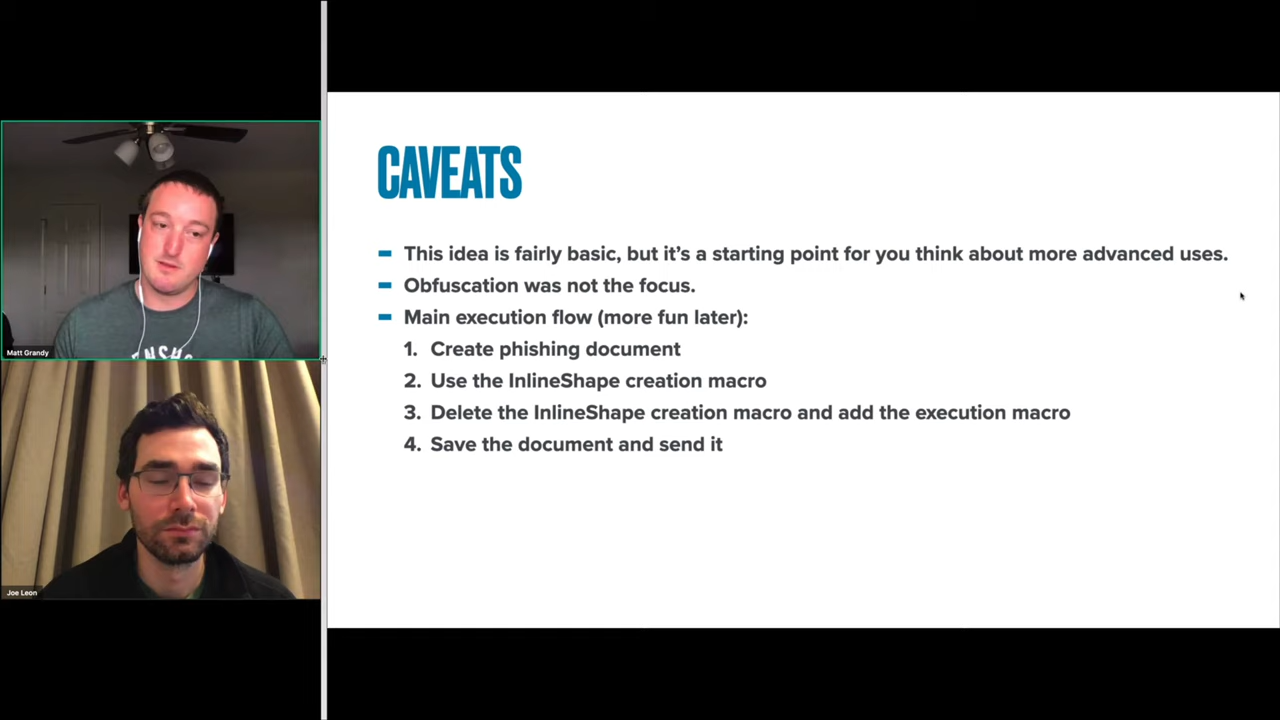 CAVEATS
This idea is fairly basic, but it's a starting point for you think about more advanced uses.
Obfuscation was not the focus.
Main execution flow (more fun later):
1. Create phishing document
2. Use the InlineShape creation macro
3. Delete the InlineShape creation macro and add the execution macro
4. Save the document and send it
Matt Grandy
Joe Leon